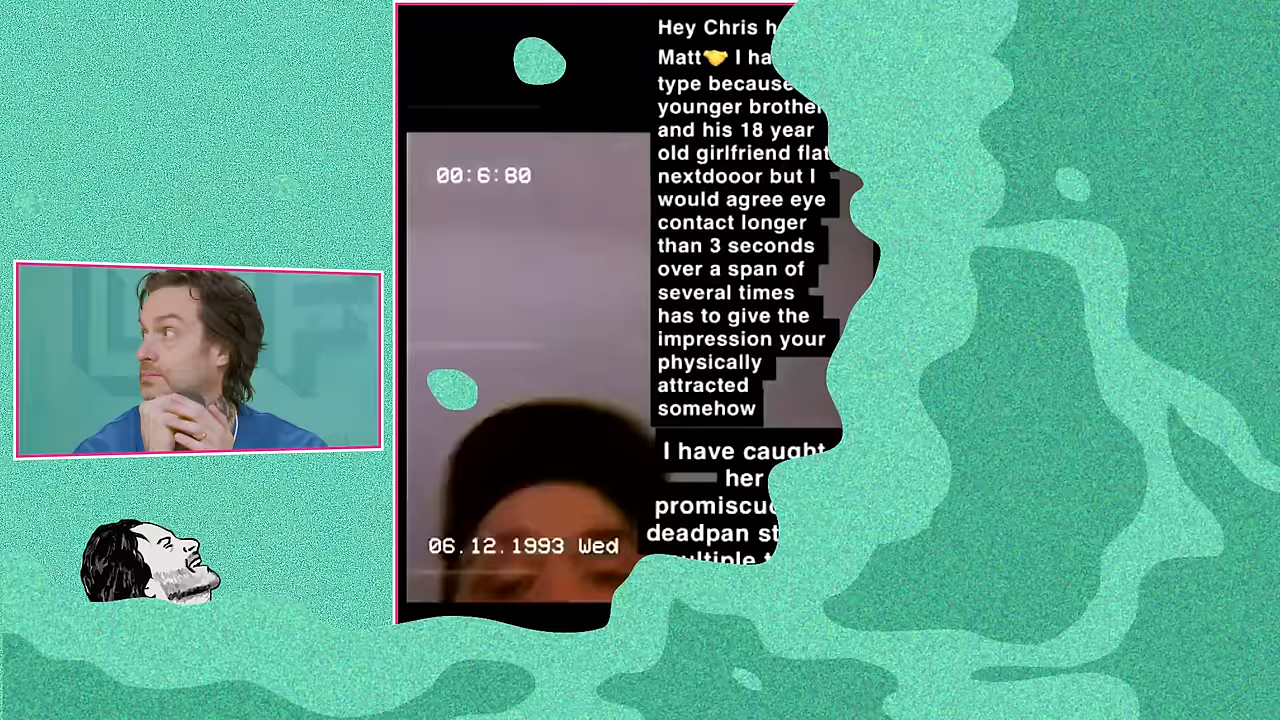 Hey Chris
Matt🤝 I
type because
younger brother
and his 18 year
old girlfriend flat
nextdooor but I
would agree eye
contact longer
than 3 seconds
over a span of
several times
has to give the
impression your
physically
attracted
somehow
I have caught
her
deadpan
00:6:80
06.12.1993 Wed